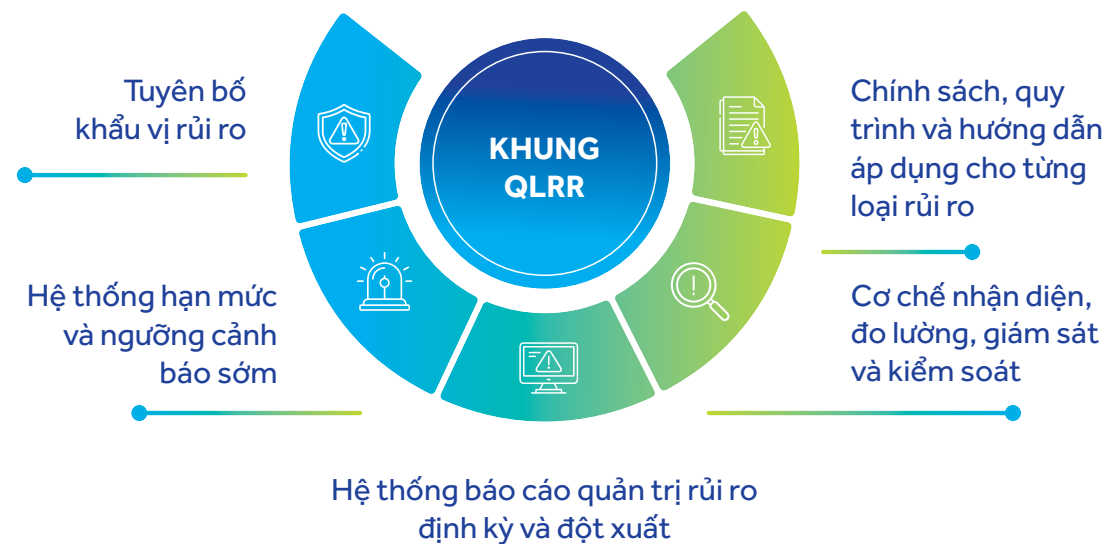 Tuyên bố
khẩu vị rủi ro
Hệ thống hạn mức
và ngưỡng cảnh
báo sớm
KHUNG
QLRR
Chính sách, quy
trình và hướng dẫn
áp dụng cho từng
loại rủi ro
Cơ chế nhận diện,
đo lường, giám sát
và kiểm soát
Hệ thống báo cáo quản trị rủi ro
định kỳ và đột xuất